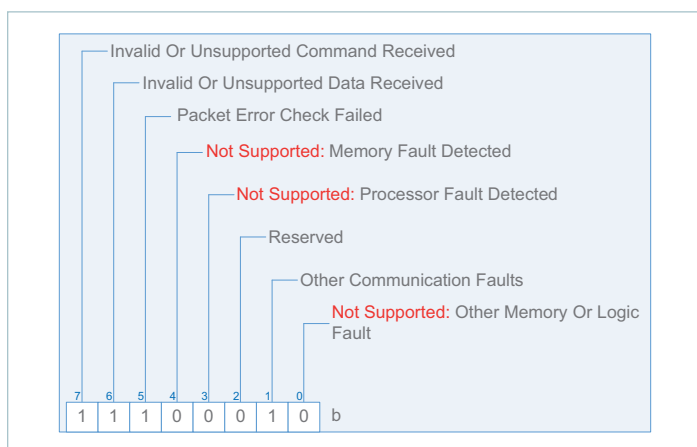 Invalid Or Unsupported Command Received
Invalid Or Unsupported Data Received
Packet Error Check Failed
Not Supported: Memory Fault Detected
Not Supported: Processor Fault Detected
Reserved
Other Communication Faults
Not Supported: Other Memory Or Logic
Fault
7 6 5 4 3 2 1 0
1 1 1 0 0 0 1 0 b